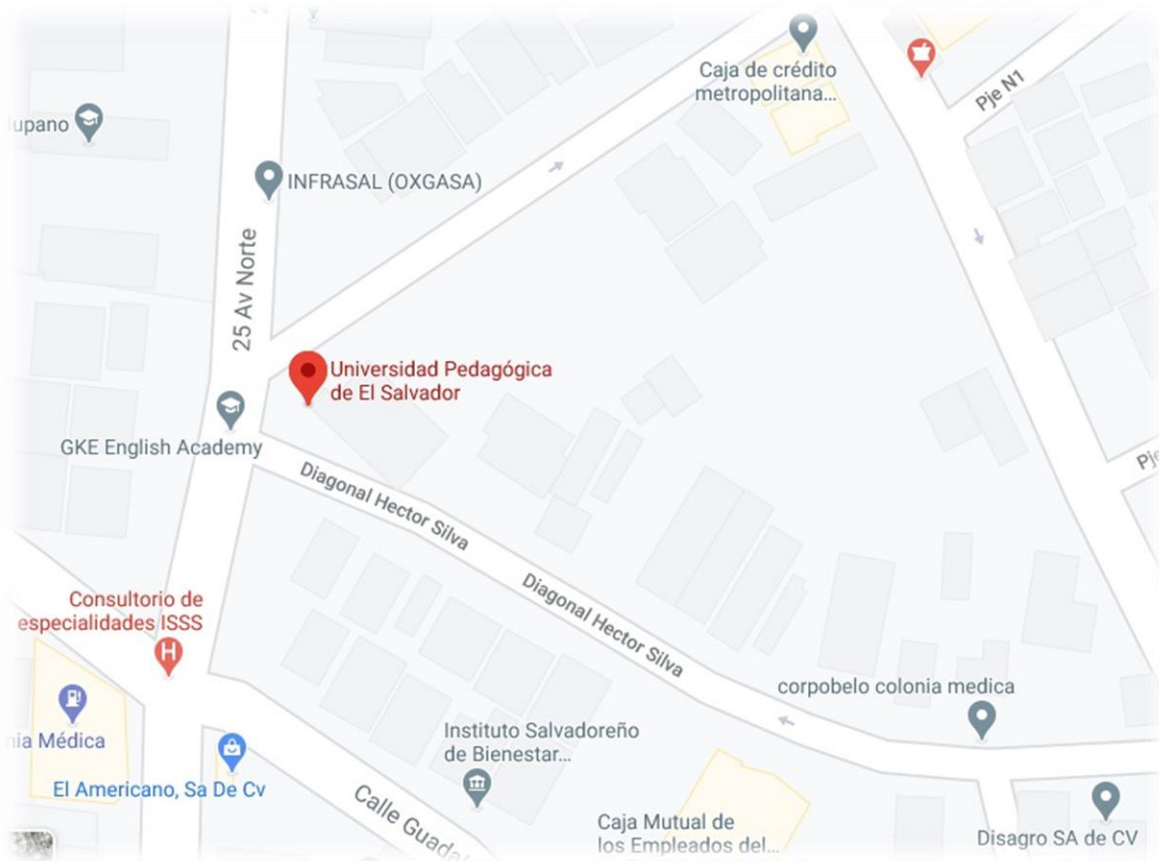 Caja de crédito
metropolitana...
Pje N1
lupano
INFRASAL (OXGASA)
25 Av Norte
Universidad Pedagógica
de El Salvador
GKE English Academy
Diagonal Hector Silva
Diagonal Hector Silva
Consultorio de
especialidades ISSS
H
corpobelo colonia medica
nia Médica
Instituto Salvadoreño
de Bienestar...
El Americano, Sa De Cv
Calle Guada
Caja Mutual de
los Empleados del...
Disagro SA de CV